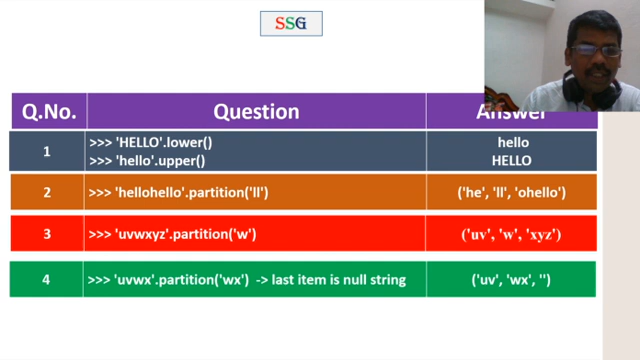 SSG
Q.No. Question Answer
1 >>> 'HELLO'.lower() hello
>>> 'hello'.upper() HELLO
2 >>> 'hellohello'.partition('ll') ('he', 'll', 'ohello')
3 >>> 'uvwxyz'.partition('w') ('uv', 'w', 'xyz')
4 >>> 'uvwx'.partition('wx') -> last item is null string ('uv', 'wx', '')